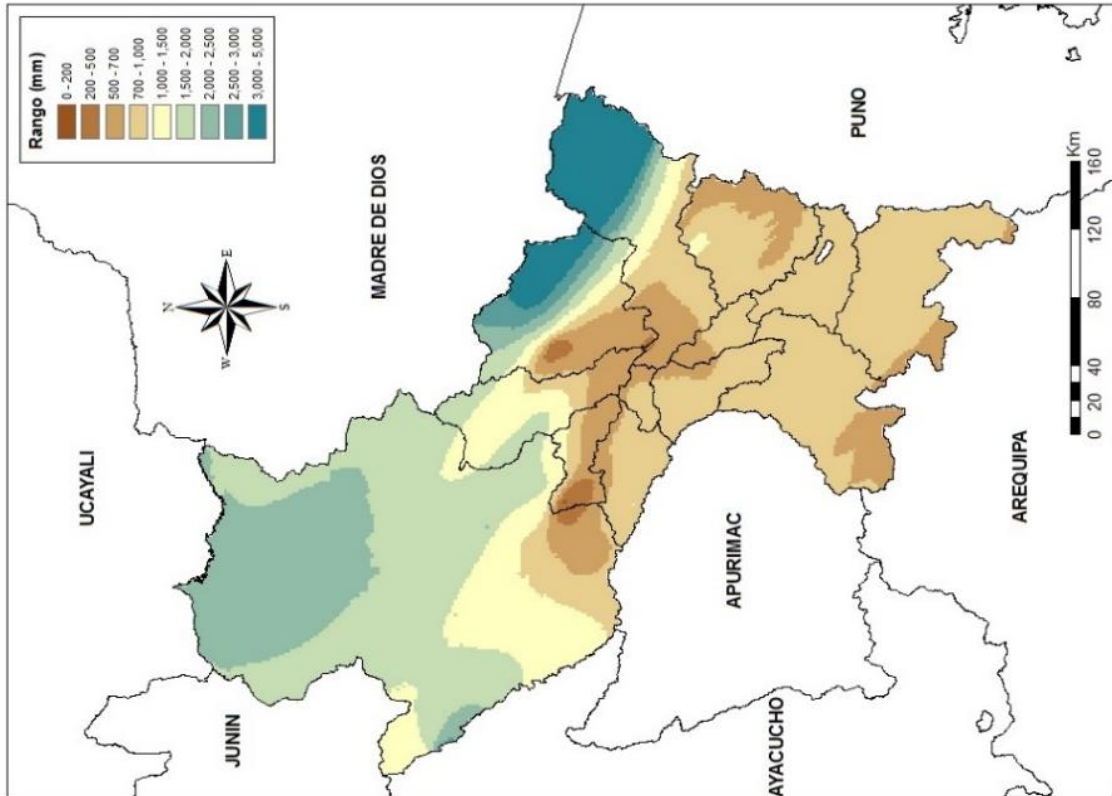 Rango (mm)
0 - 200
200 - 500
500 - 700
700 - 1,000
1,000 - 1,500
1,500 - 2,000
2,000 - 2,500
2,500 - 3,000
3,000 - 5,000
UCAYALI
MADRE DE DIOS
N
W
E
S
JUNIN
PUNO
APURIMAC
AYACUCHO
AREQUIPA
Km
0 20 40 80 120 160